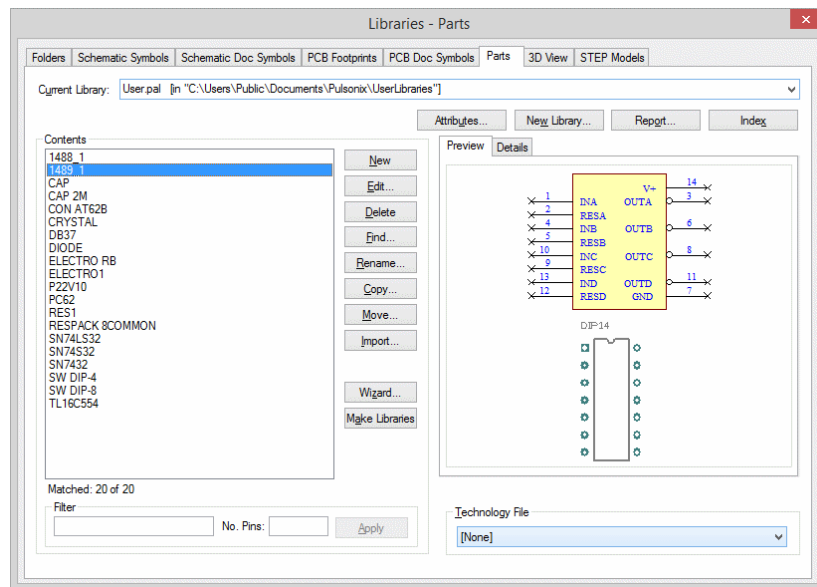 Libraries - Parts
Folders Schematic Symbols Schematic Doc Symbols PCB Footprints PCB Doc Symbols Parts 3D View STEP Models
Current Library: User.pal [in "C:\Users\Public\Documents\Pulsonix\UserLibraries"]
Attributes... New Library... Report... Index
Contents
1488_1
1489_1
CAP
CAP 2M
CON AT62B
CRYSTAL
DB37
DIODE
ELECTRO RB
ELECTRO1
P22V10
PC62
RES1
RESPACK 8COMMON
SN74LS32
SN74S32
SN7432
SW DIP-4
SW DIP-8
TL16C554
New
Edit...
Delete
Find...
Rename...
Copy...
Move...
Import...
Wizard...
Make Libraries
Matched: 20 of 20
Filter
No. Pins: Apply
Preview Details
V+ 14
1 INA OUTA 3
2 RESA
4 INB OUTB 6
5 RESB
10 INC OUTC 8
9 RESC
13 IND OUTD 11
12 RESD GND 7
DIP14
Technology File
[None]